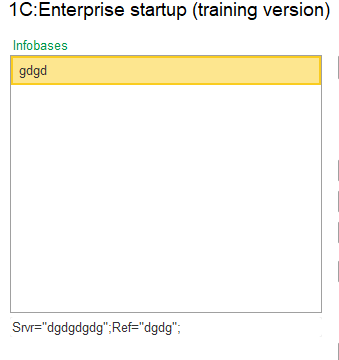 1C:Enterprise startup (training version)
Infobases
gdgd
Srvr="dgdgdgdg";Ref="dgdg";